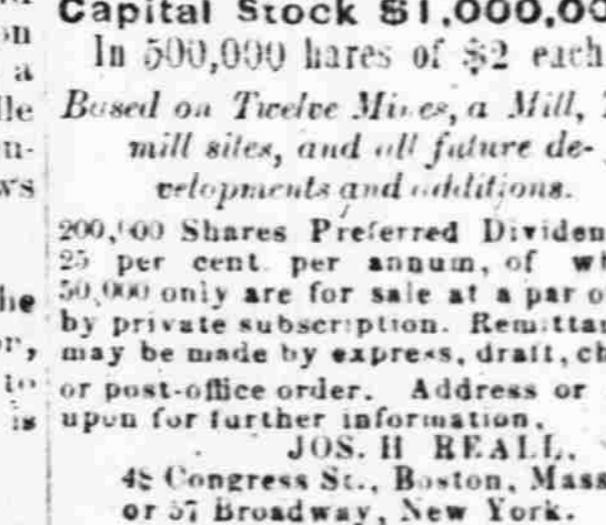 Capital Stock $1,000,00
In 500,000 hares of $2 each
Based on Twelve Mines, a Mill,
mill sites, and all future de-
velopments and additions.
200,000 Shares Preferred Dividen
25 per cent. per annum, of wh
50,000 only are for sale at a par o
by private subscription. Remittan
may be made by express, draft, ch
or post-office order. Address or
upon for further information.
JOS. H REALL,
48 Congress St., Boston, Mass
or 57 Broadway, New York.